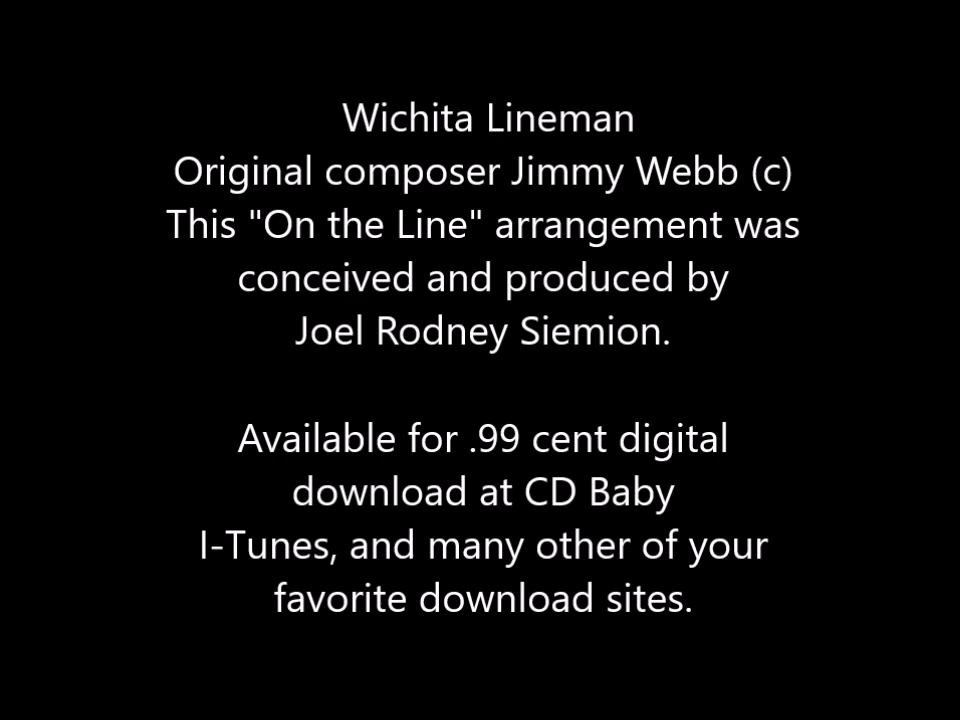 Wichita Lineman
Original composer Jimmy Webb (c)
This "On the Line" arrangement was
conceived and produced by
Joel Rodney Siemion.
Available for .99 cent digital
download at CD Baby
I-Tunes, and many other of your
favorite download sites.